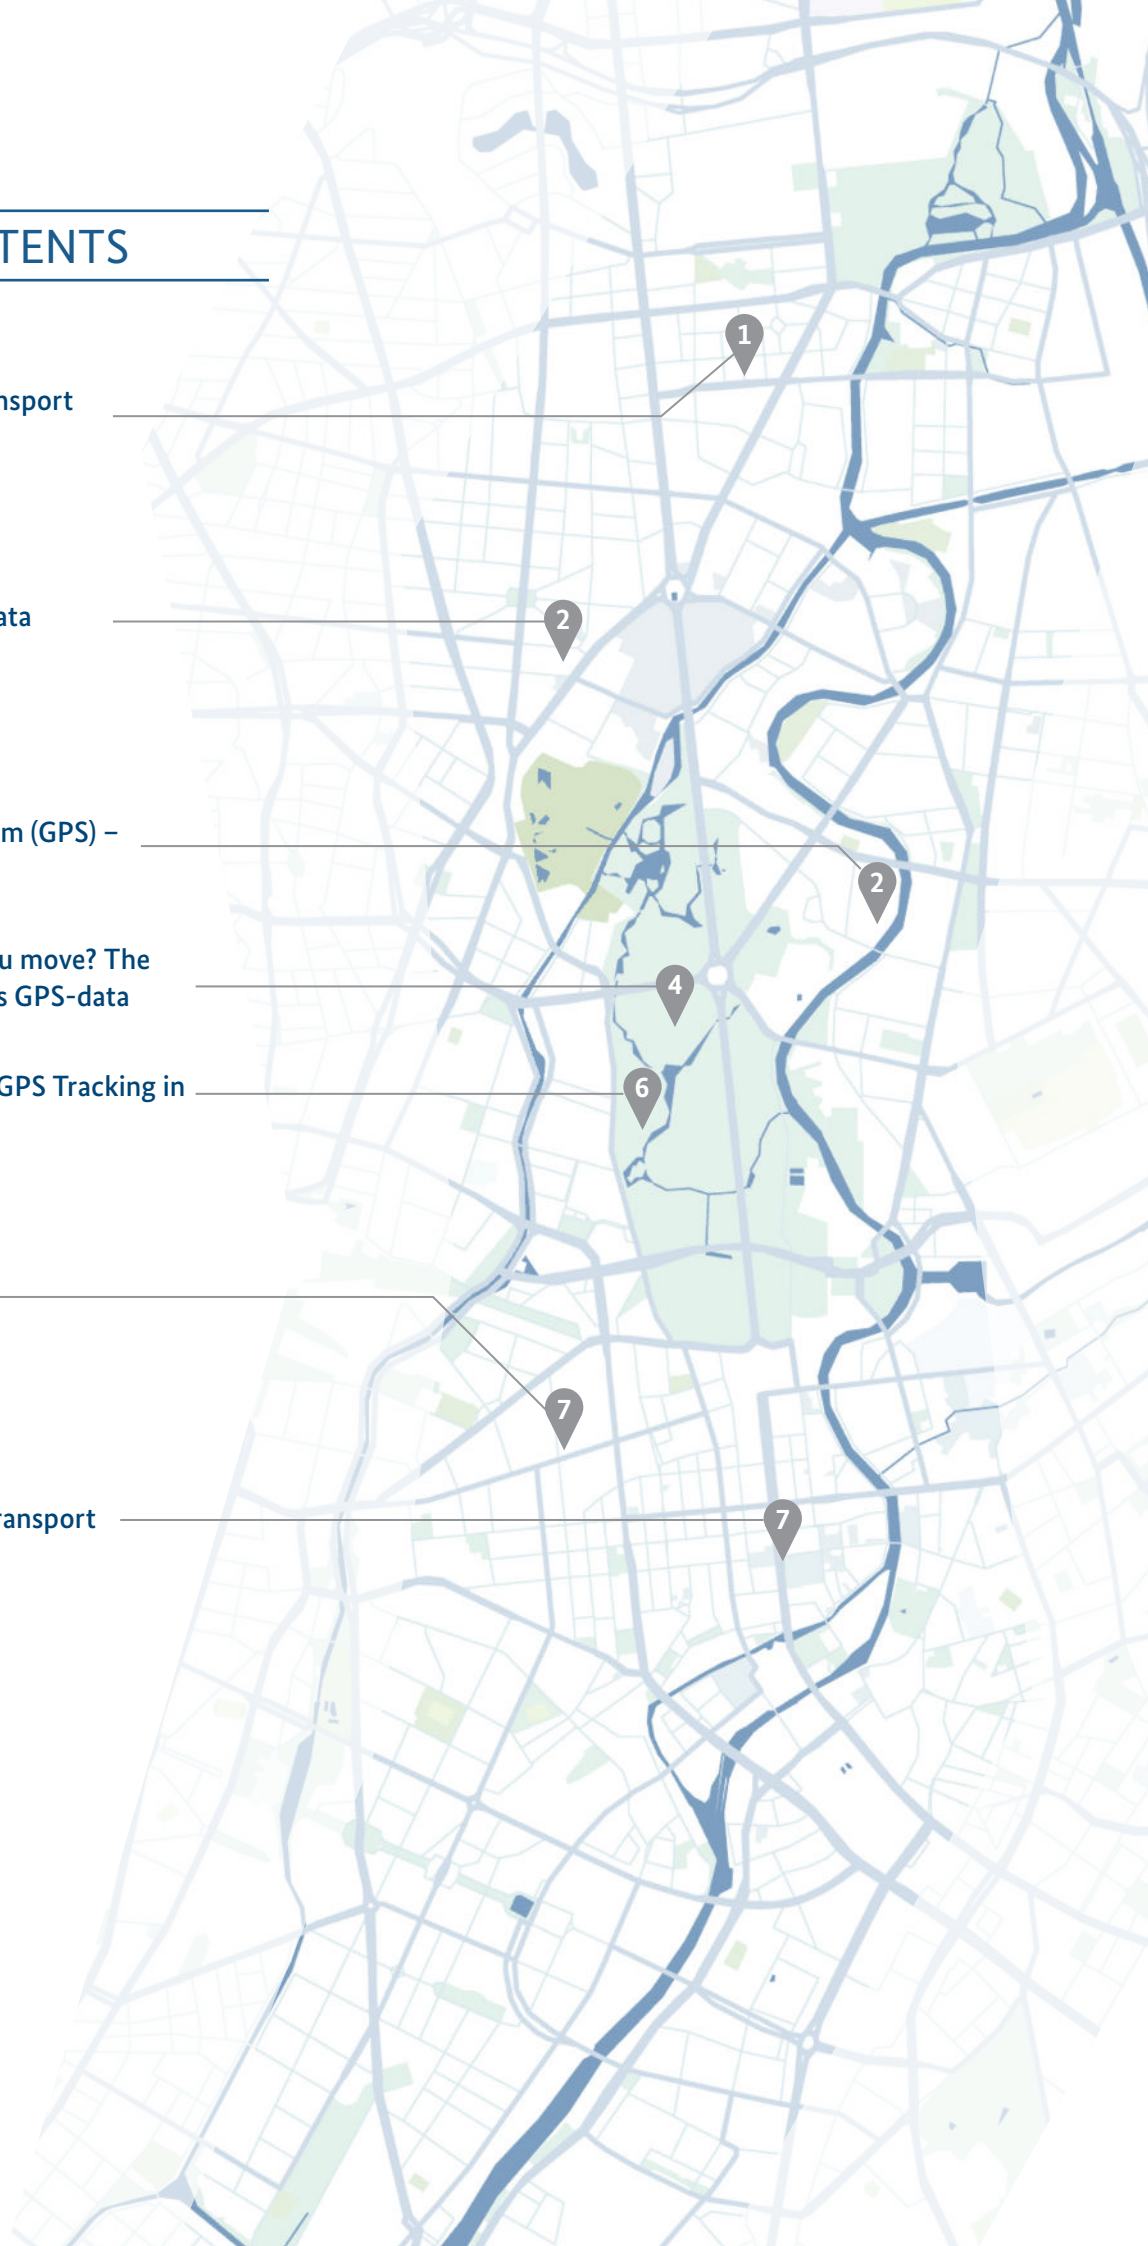 TENTS
nsport
1
ata
2
m (GPS) –
2
u move? The
s GPS-data
4
GPS Tracking in
6
7
ransport
7